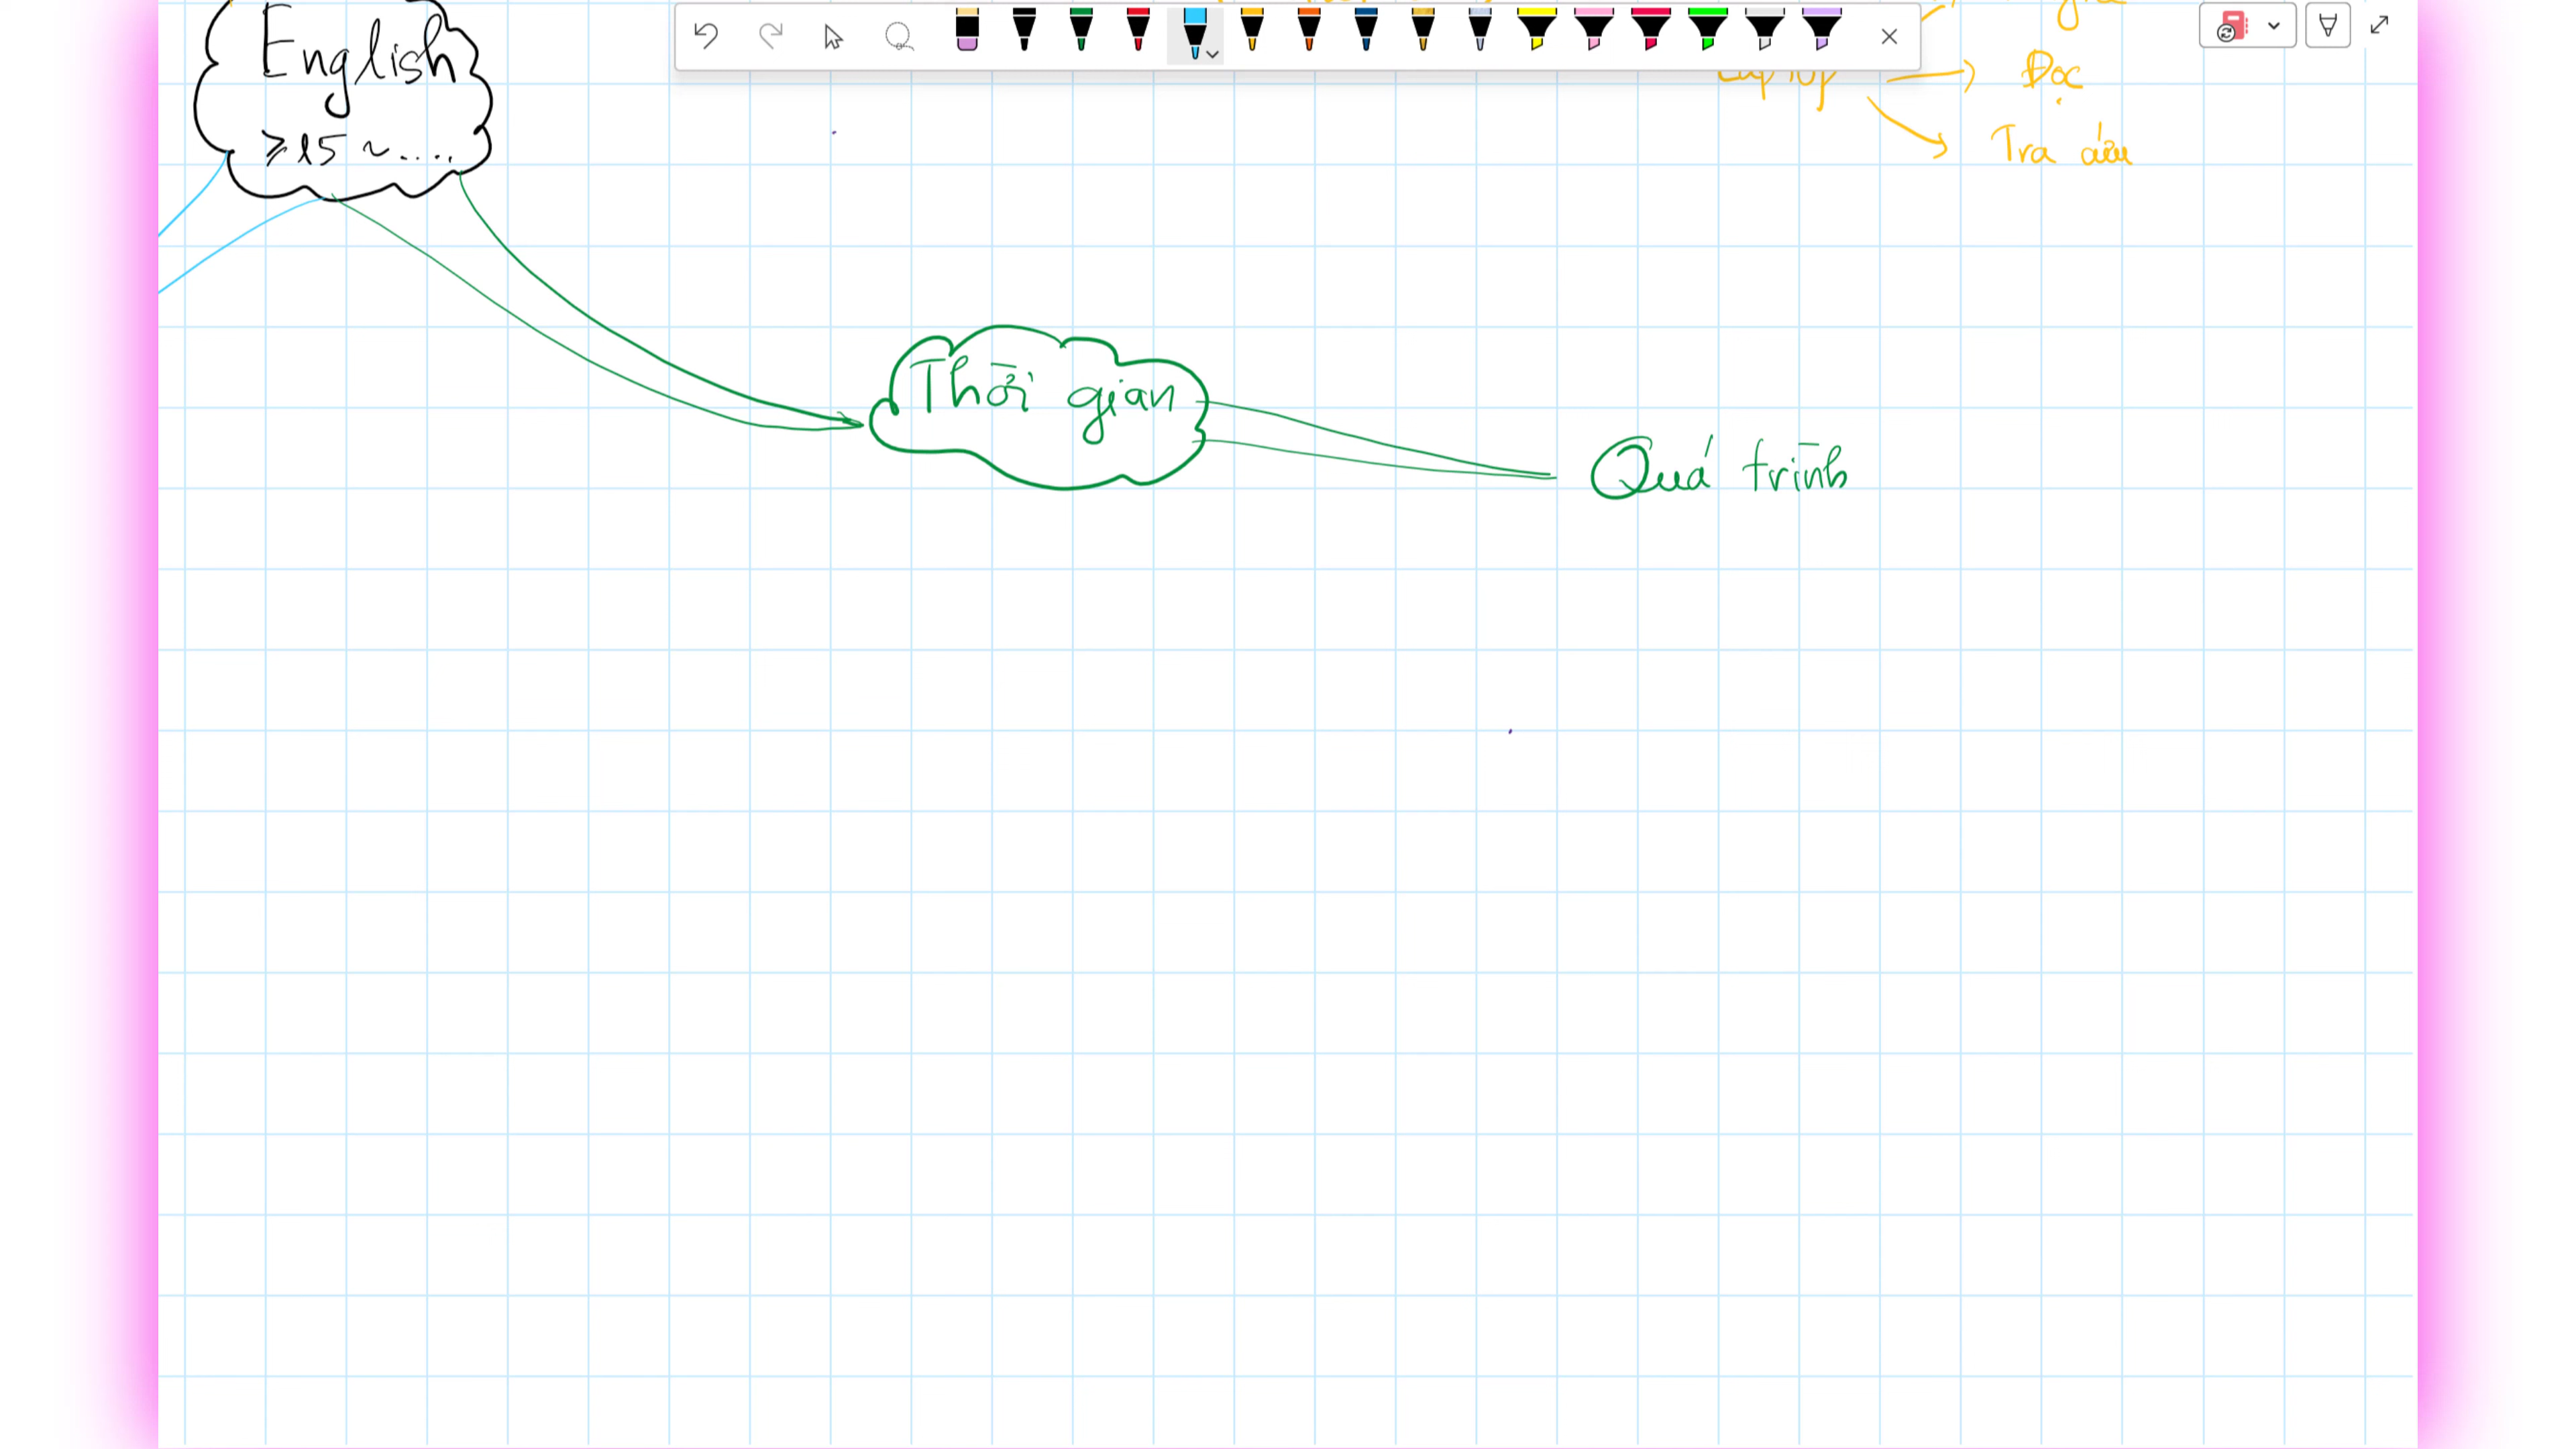 English
≥15 ~ ....
Đọc
Tra
Thời gian
Quá trình